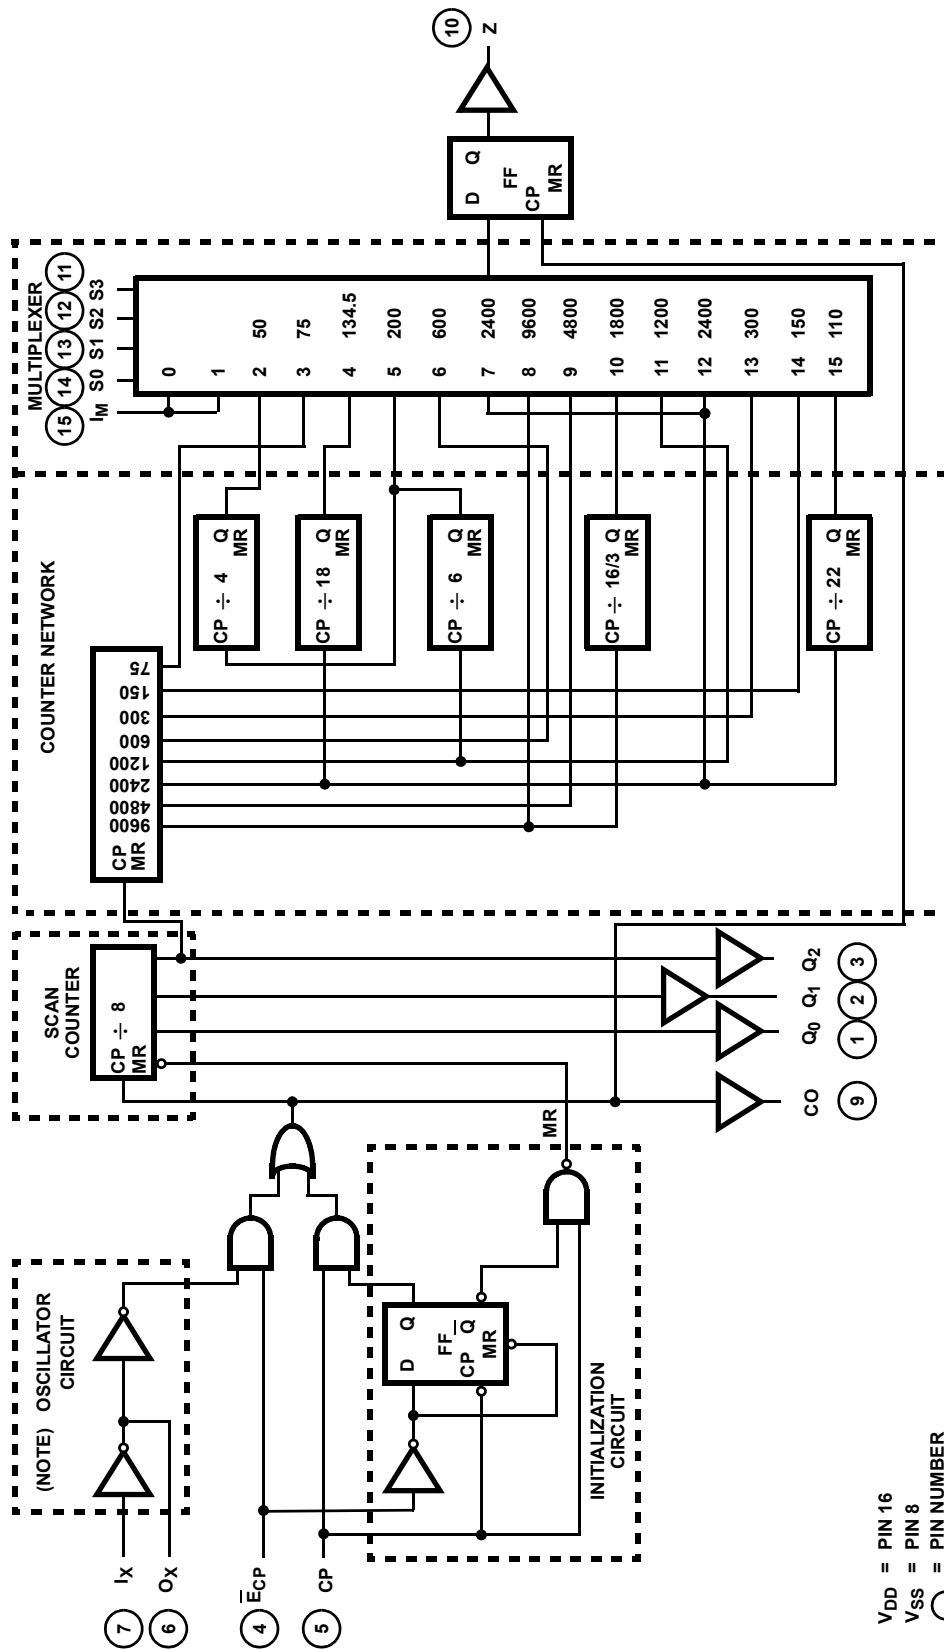 (NOTE) OSCILLATOR
CIRCUIT
7 IX
6 OX
4 E̅CP
5 CP
D Q
FF
CP Q̅
MR
INITIALIZATION
CIRCUIT
MR
SCAN
COUNTER
CP ÷ 8
MR
Q2 3
Q1 2
Q0 1
CO 9
COUNTER NETWORK
CP
MR
9600
4800
2400
1200
600
300
150
75
CP ÷ 4 Q
MR
CP ÷ 18 Q
MR
CP ÷ 6 Q
MR
CP ÷ 16/3 Q
MR
CP ÷ 22 Q
MR
MULTIPLEXER
15 14 13 12 11
IM S0 S1 S2 S3
0
1
2 50
3 75
4 134.5
5 200
6 600
7 2400
8 9600
9 4800
10 1800
11 1200
12 2400
13 300
14 150
15 110
D Q
FF
CP
MR
10
Z
VDD = PIN 16
VSS = PIN 8
= PIN NUMBER